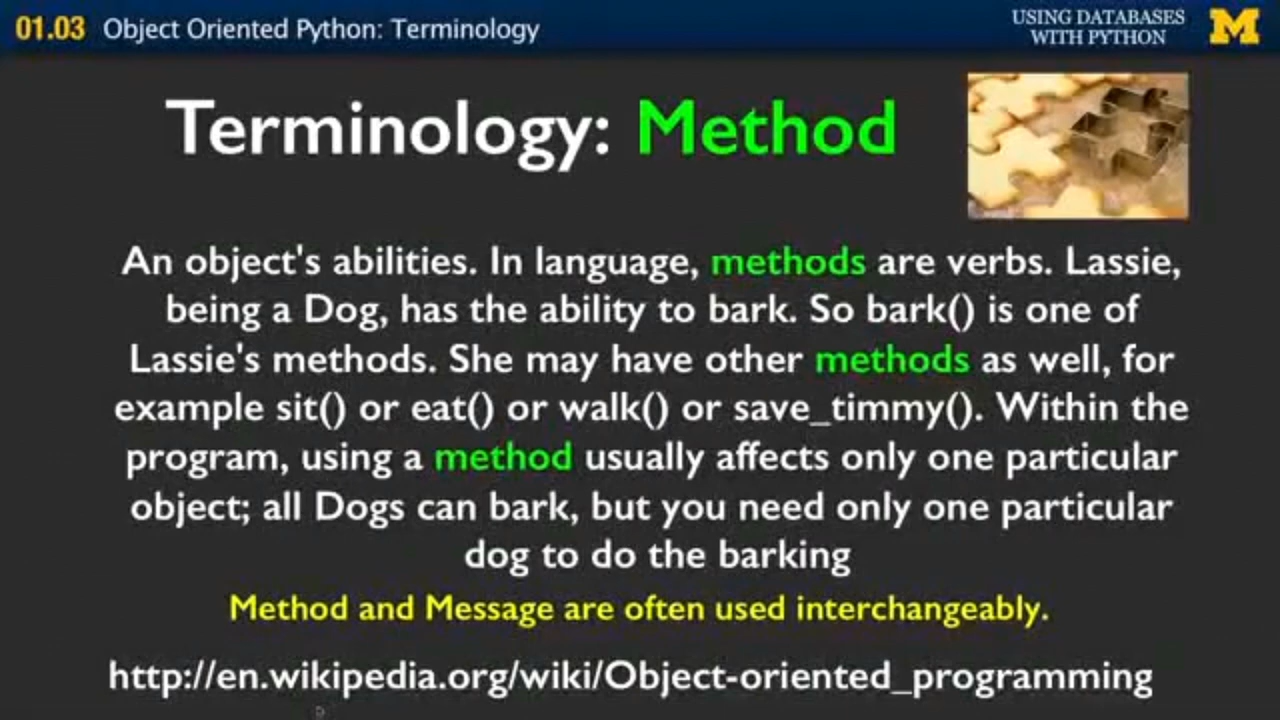 01.03 Object Oriented Python: Terminology
USING DATABASES
WITH PYTHON
M
Terminology: Method
An object's abilities. In language, methods are verbs. Lassie,
being a Dog, has the ability to bark. So bark() is one of
Lassie's methods. She may have other methods as well, for
example sit() or eat() or walk() or save_timmy(). Within the
program, using a method usually affects only one particular
object; all Dogs can bark, but you need only one particular
dog to do the barking
Method and Message are often used interchangeably.
http://en.wikipedia.org/wiki/Object-oriented_programming